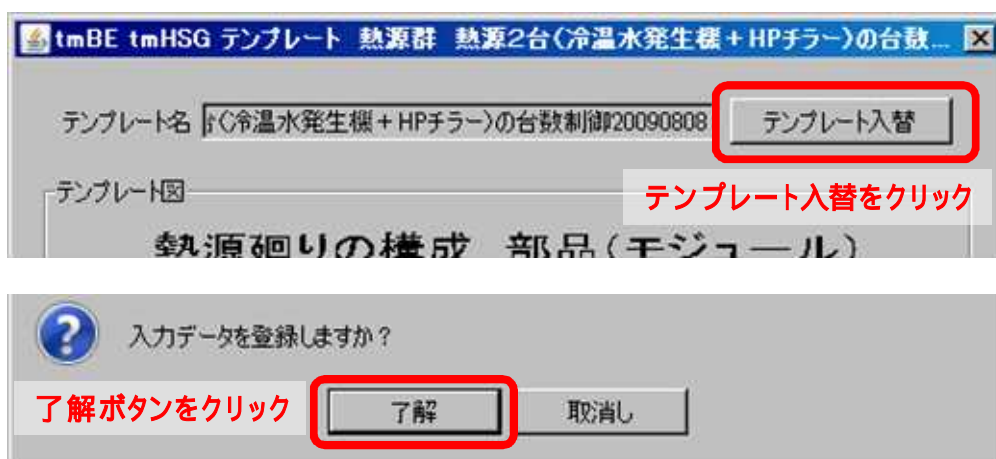 tmBE tmHSG テンプレート 熱源群 熱源2台(冷温水発生機+HPチラー)の台数...
テンプレート名 (冷温水発生機+HPチラー)の台数制御20090808 テンプレート入替
テンプレート図
テンプレート入替をクリック
熱源廻りの構成 部品(モジュール)
入力データを登録しますか?
了解ボタンをクリック 了解 取消し